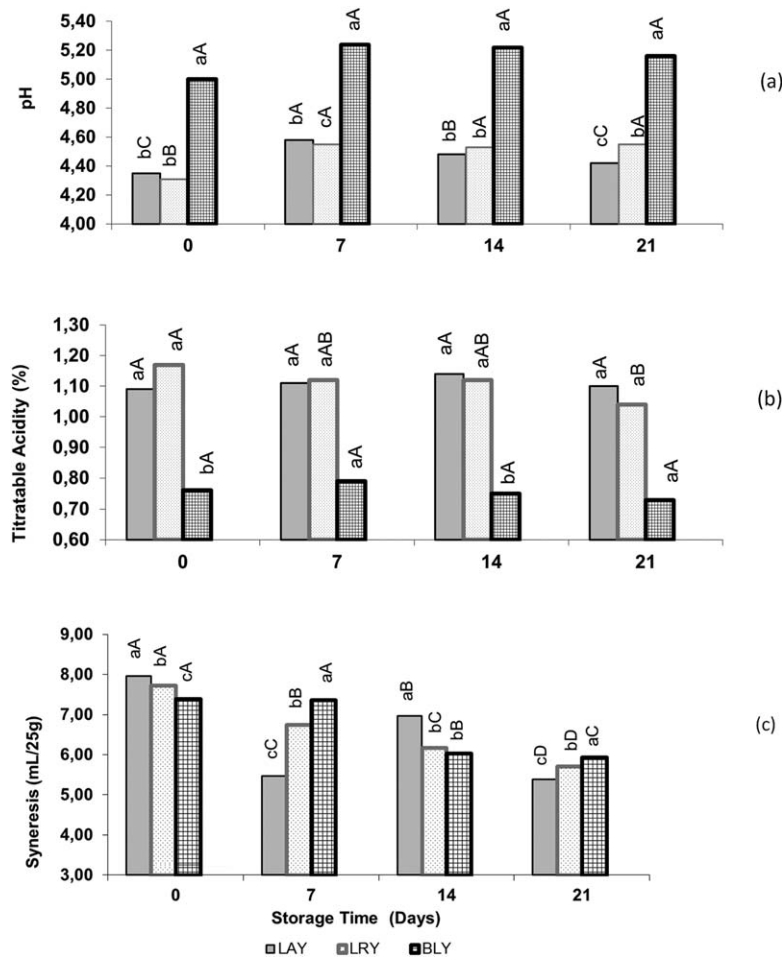 5,40
5,20
5,00
4,80
4,60
4,40
4,20
4,00
pH
bC bB aA bA cA aA bB bA aA cC bA aA
0 7 14 21
(a)
1,30
1,20
1,10
1,00
0,90
0,80
0,70
0,60
Titratable Acidity (%)
aA aA bA aA aAB aA aA aAB bA aA aB aA
0 7 14 21
(b)
9,00
8,00
7,00
6,00
5,00
4,00
3,00
Syneresis (mL/25g)
aA bA cA cC bB aA aB bC bB cD bD aC
0 7 14 21
(c)
Storage Time (Days)
LAY LRY BLY